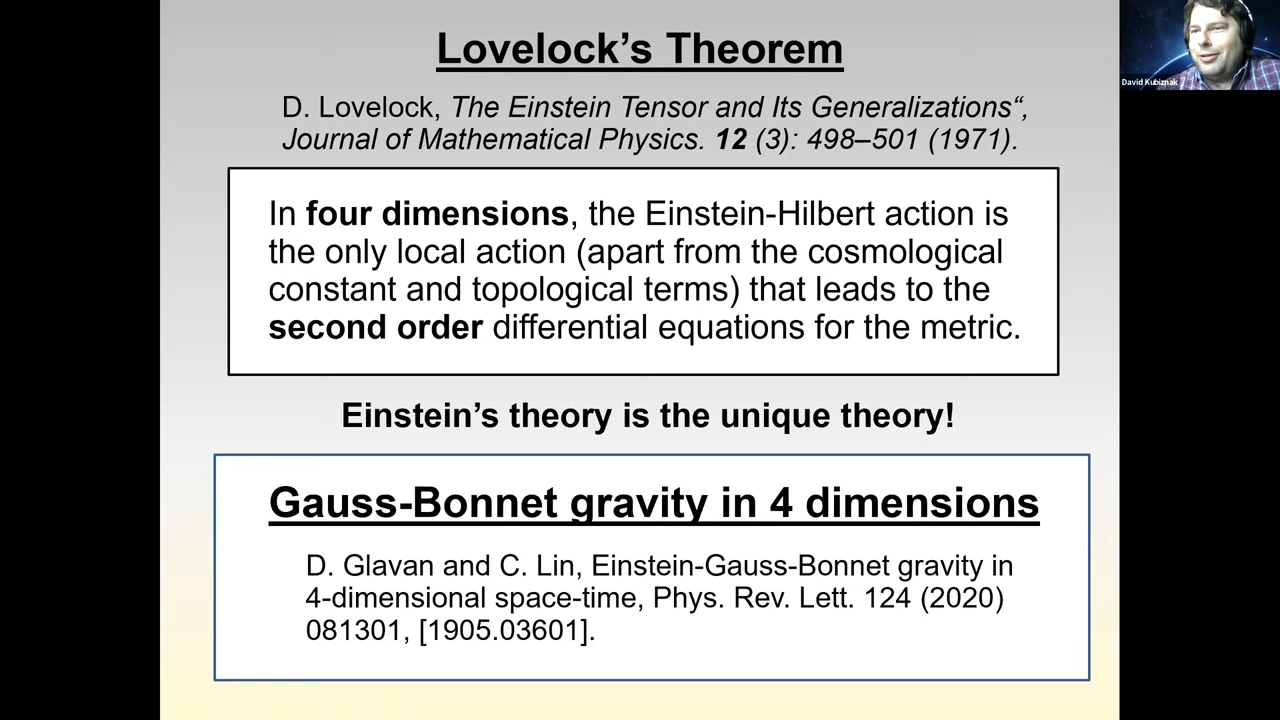 Lovelock’s Theorem
David Kubiznak
D. Lovelock, The Einstein Tensor and Its Generalizations“,
Journal of Mathematical Physics. 12 (3): 498–501 (1971).
In four dimensions, the Einstein-Hilbert action is
the only local action (apart from the cosmological
constant and topological terms) that leads to the
second order differential equations for the metric.
Einstein’s theory is the unique theory!
Gauss-Bonnet gravity in 4 dimensions
D. Glavan and C. Lin, Einstein-Gauss-Bonnet gravity in
4-dimensional space-time, Phys. Rev. Lett. 124 (2020)
081301, [1905.03601].